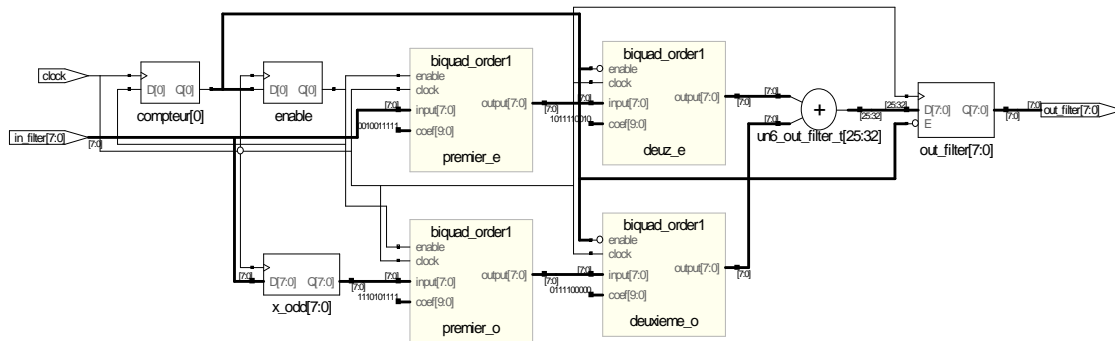 clock
in_filter[7:0]
[7:0]
D[0] Q[0]
compteur[0]
D[0] Q[0]
enable
biquad_order1
enable
clock
[7:0]
input[7:0]
output[7:0]
[7:0]
0010011111
coef[9:0]
premier_e
biquad_order1
enable
clock
[7:0]
input[7:0]
output[7:0]
[7:0]
[7:0]
1011110010
coef[9:0]
deuz_e
[7:0]
+
un6_out_filter_t[25:32]
[25:32]
[25:32]
D[7:0] Q[7:0]
E
out_filter[7:0]
[7:0]
[7:0]
out_filter[7:0]
[7:0]
D[7:0] Q[7:0]
[7:0]
x_odd[7:0]
biquad_order1
enable
clock
[7:0]
input[7:0]
output[7:0]
[7:0]
1110101111
coef[9:0]
premier_o
biquad_order1
enable
clock
[7:0]
input[7:0]
output[7:0]
[7:0]
[7:0]
0111100000
coef[9:0]
deuxieme_o